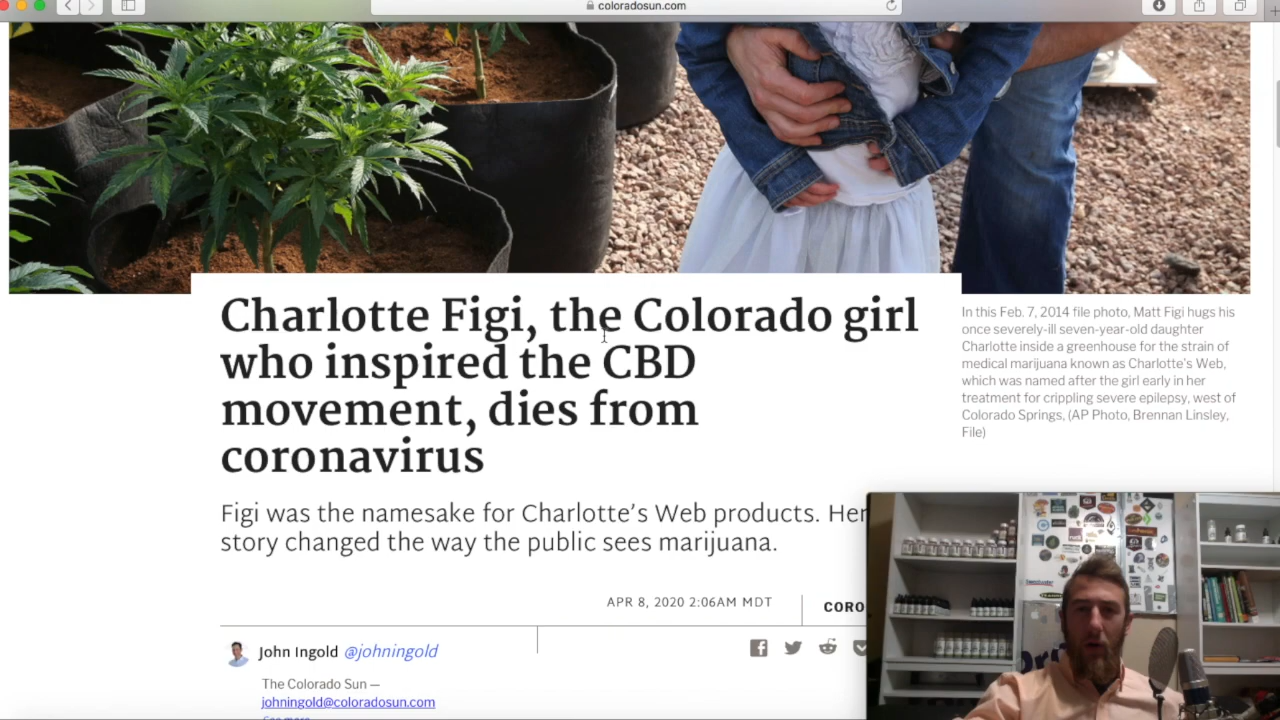 coloradosun.com
Charlotte Figi, the Colorado girl
who inspired the CBD
movement, dies from
coronavirus
In this Feb. 7, 2014 file photo, Matt Figi hugs his
once severely-ill seven-year-old daughter
Charlotte inside a greenhouse for the strain of
medical marijuana known as Charlotte's Web,
which was named after the girl early in her
treatment for crippling severe epilepsy, west of
Colorado Springs, (AP Photo, Brennan Linsley,
File)
Figi was the namesake for Charlotte's Web products. Her
story changed the way the public sees marijuana.
APR 8, 2020 2:06AM MDT
CORO
John Ingold @johningold
The Colorado Sun —
johningold@coloradosun.com
See more